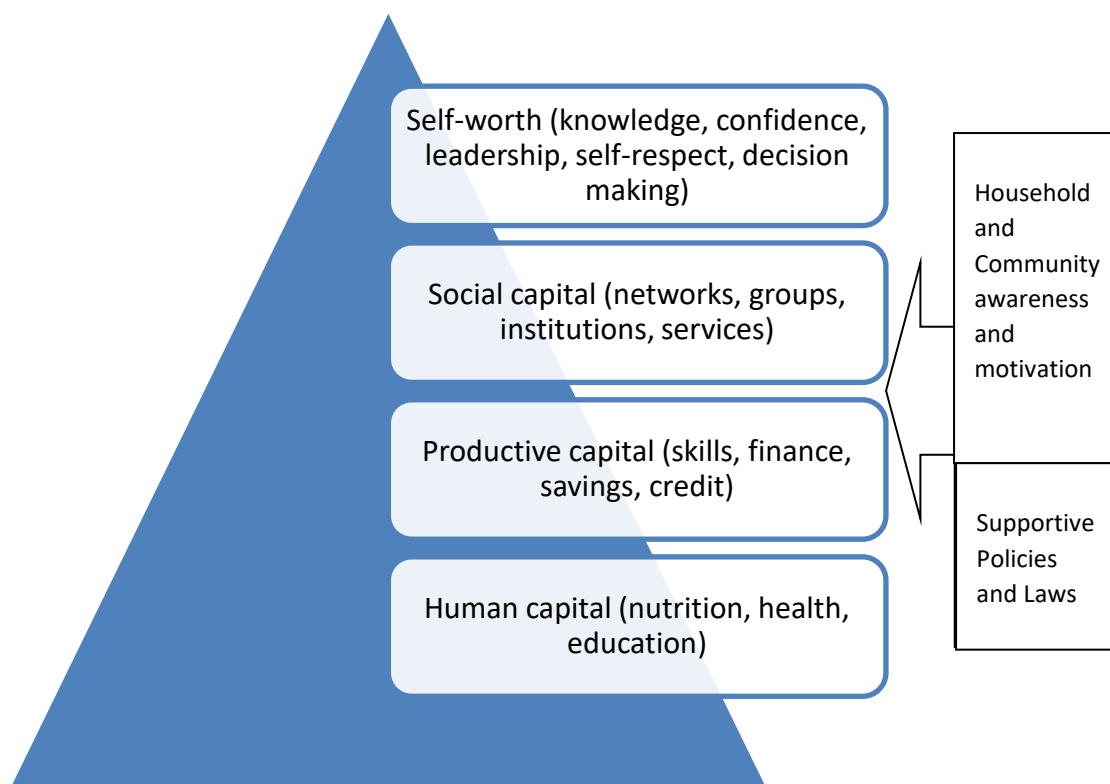 Self-worth (knowledge, confidence,
leadership, self-respect, decision
making)
Social capital (networks, groups,
institutions, services)
Productive capital (skills, finance,
savings, credit)
Human capital (nutrition, health,
education)
Household
and
Community
awareness
and
motivation
Supportive
Policies
and Laws